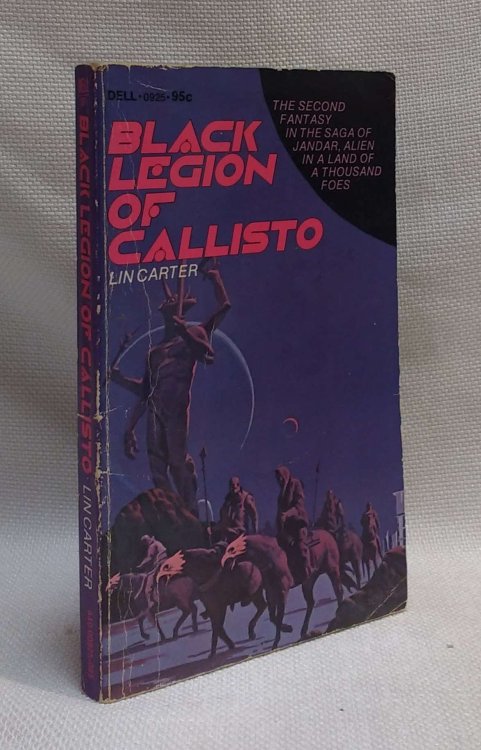 DELL • 0925 • 95c
THE SECOND
FANTASY
IN THE SAGA OF
JANDAR, ALIEN
IN A LAND OF
A THOUSAND
FOES
BLACK
LEGION
OF
CALLISTO
LIN CARTER
BLACK LEGION OF CALLISTO • LIN CARTER